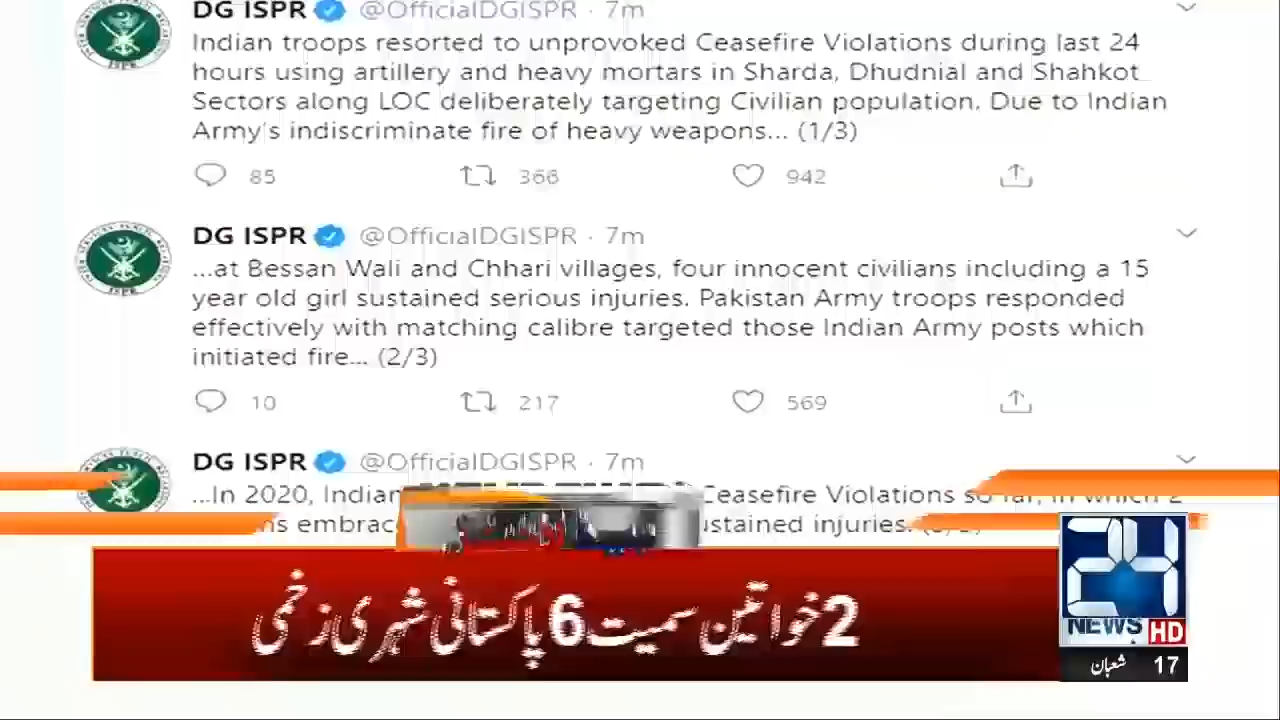 DG ISPR @OfficialDGISPR · 7m
Indian troops resorted to unprovoked Ceasefire Violations during last 24
hours using artillery and heavy mortars in Sharda, Dhudnial and Shahkot
Sectors along LOC deliberately targeting Civilian population. Due to Indian
Army's indiscriminate fire of heavy weapons... (1/3)
85 366 942
DG ISPR @OfficialDGISPR · 7m
...at Bessan Wali and Chhari villages, four innocent civilians including a 15
year old girl sustained serious injuries. Pakistan Army troops responded
effectively with matching calibre targeted those Indian Army posts which
initiated fire... (2/3)
10 217 569
DG ISPR @OfficialDGISPR · 7m
...In 2020, Indian Ceasefire Violations so far, in which 2
sustained injuries.
2 خواتین سمیت 6 پاکستانی شہری زخمی
24
NEWS HD
17 شعبان